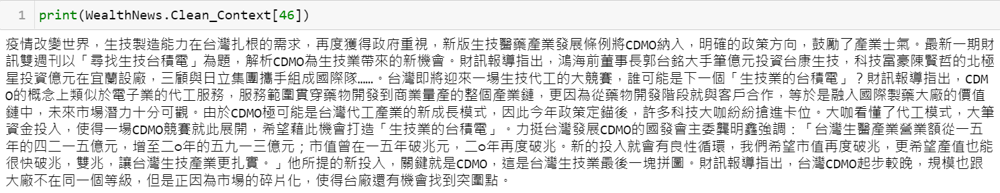 1 print(WealthNews.Clean_Context[46])
疫情改變世界，生技製造能力在台灣扎根的需求，再度獲得政府重視，新版生技醫藥產業發展條例將CDMO納入，明確的政策方向，鼓勵了產業士氣。最新一期財
訊雙週刊以「尋找生技台積電」為題，解析CDMO為生技業帶來的新機會。財訊報導指出，鴻海前董事長郭台銘大手筆億元投資台康生技，科技富豪陳賢哲的北極
星投資億元在宜蘭設廠，三顧與日立集團攜手組成國際隊……。台灣即將迎來一場生技代工的大競賽，誰可能是下一個「生技業的台積電」？財訊報導指出，CDM
O的概念上類似於電子業的代工服務，服務範圍貫穿藥物開發到商業量產的整個產業鏈，更因為從藥物開發階段就與客戶合作，等於是融入國際製藥大廠的價值
鏈中，未來市場潛力十分可觀。由於CDMO極可能是台灣代工產業的新成長模式，因此今年政策定錨後，許多科技大咖紛紛搶進卡位。大咖看懂了代工模式，大筆
資金投入，使得一場CDMO競賽就此展開，希望藉此機會打造「生技業的台積電」。力挺台灣發展CDMO的國發會主委龔明鑫強調：「台灣生醫產業營業額從一五
年的四二一五億元，增至二○年的五九一三億元；市值曾在一五年破兆元，二○年再度破兆。新的投入就會有良性循環，我們希望市值再度破兆，更希望產值也能
很快破兆，雙兆，讓台灣生技產業更扎實。」他所提的新投入，關鍵就是CDMO，這是台灣生技業最後一塊拼圖。財訊報導指出，台灣CDMO起步較晚，規模也跟
大廠不在同一個等級，但是正因為市場的碎片化，使得台廠還有機會找到突圍點。